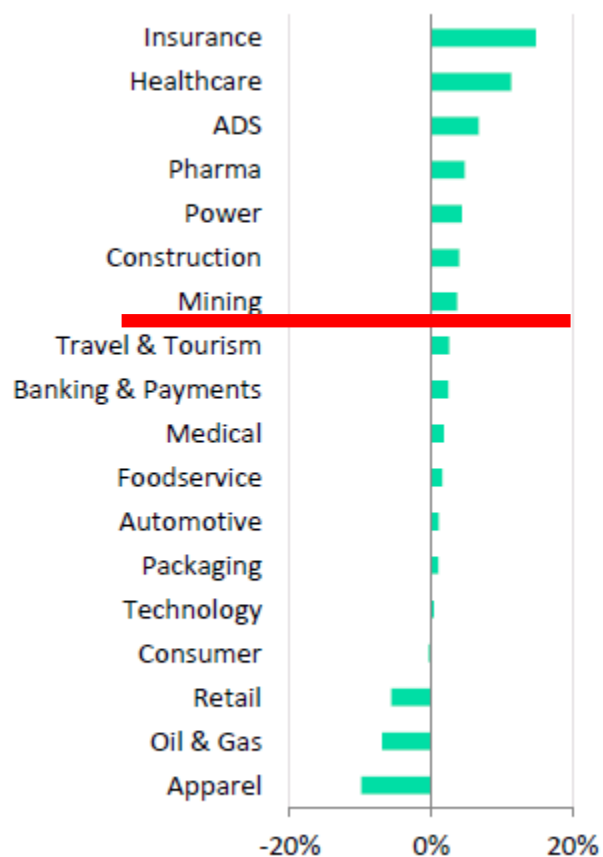 Insurance
Healthcare
ADS
Pharma
Power
Construction
Mining
Travel & Tourism
Banking & Payments
Medical
Foodservice
Automotive
Packaging
Technology
Consumer
Retail
Oil & Gas
Apparel
-20% 0% 20%